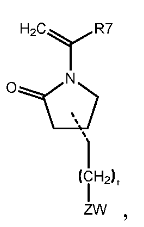 H₂C R7
N
O
(CH₂)ₜ
ZW ,